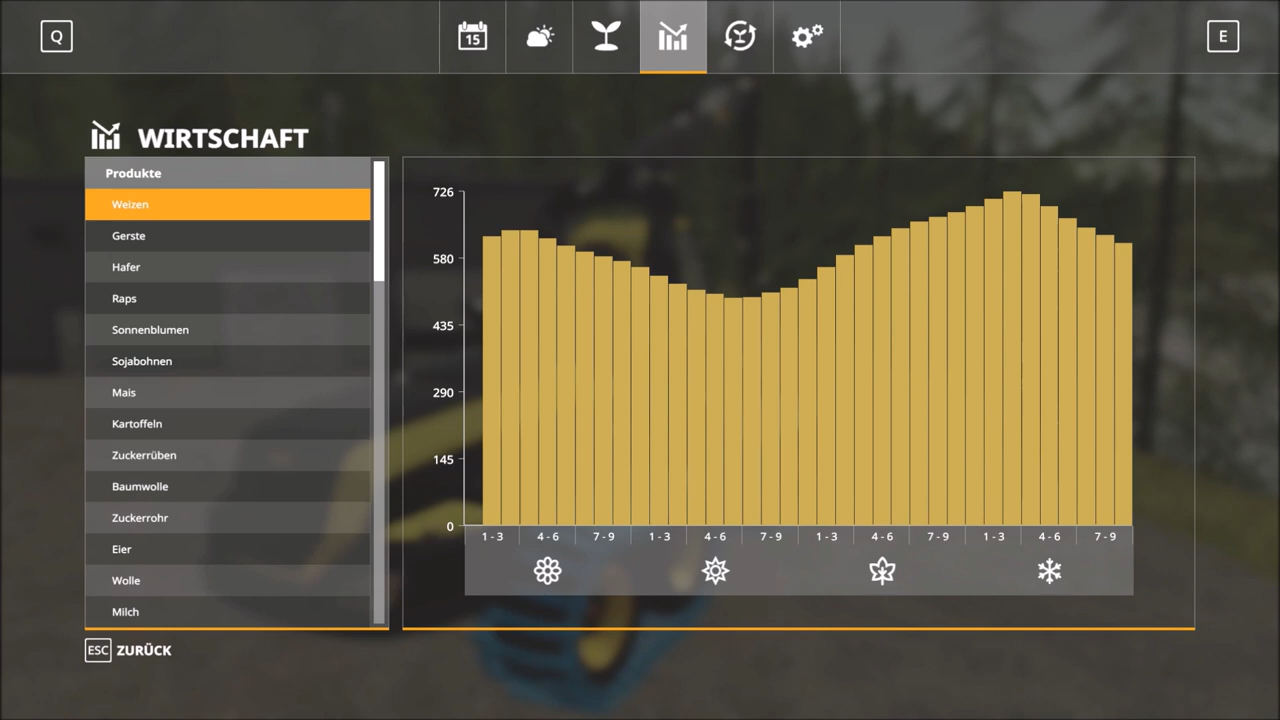 Q
15
E
WIRTSCHAFT
Produkte
Weizen
Gerste
Hafer
Raps
Sonnenblumen
Sojabohnen
Mais
Kartoffeln
Zuckerrüben
Baumwolle
Zuckerrohr
Eier
Wolle
Milch
726
580
435
290
145
0
1 - 3 4 - 6 7 - 9 1 - 3 4 - 6 7 - 9 1 - 3 4 - 6 7 - 9 1 - 3 4 - 6 7 - 9
ESC ZURÜCK